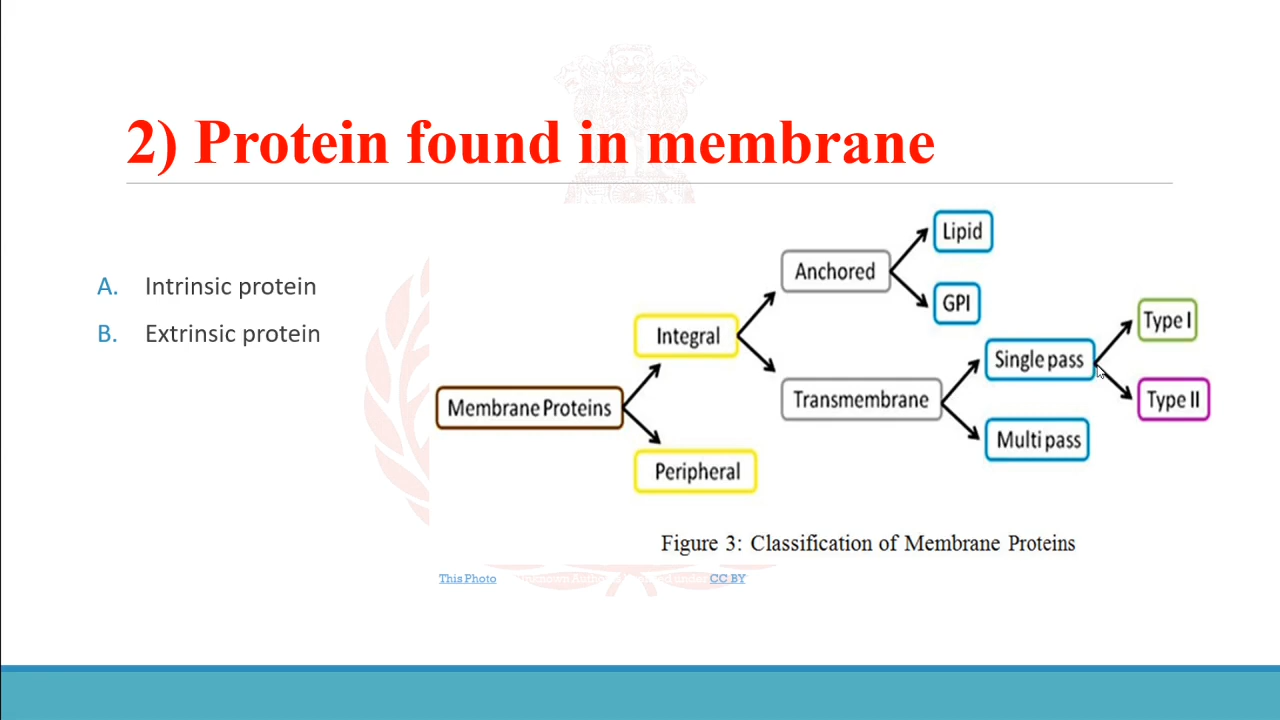 2) Protein found in membrane
A. Intrinsic protein
B. Extrinsic protein
Lipid
Anchored
GPI
Integral
Type I
Single pass
Membrane Proteins
Transmembrane
Type II
Multi pass
Peripheral
Figure 3: Classification of Membrane Proteins
This Photo under CC BY